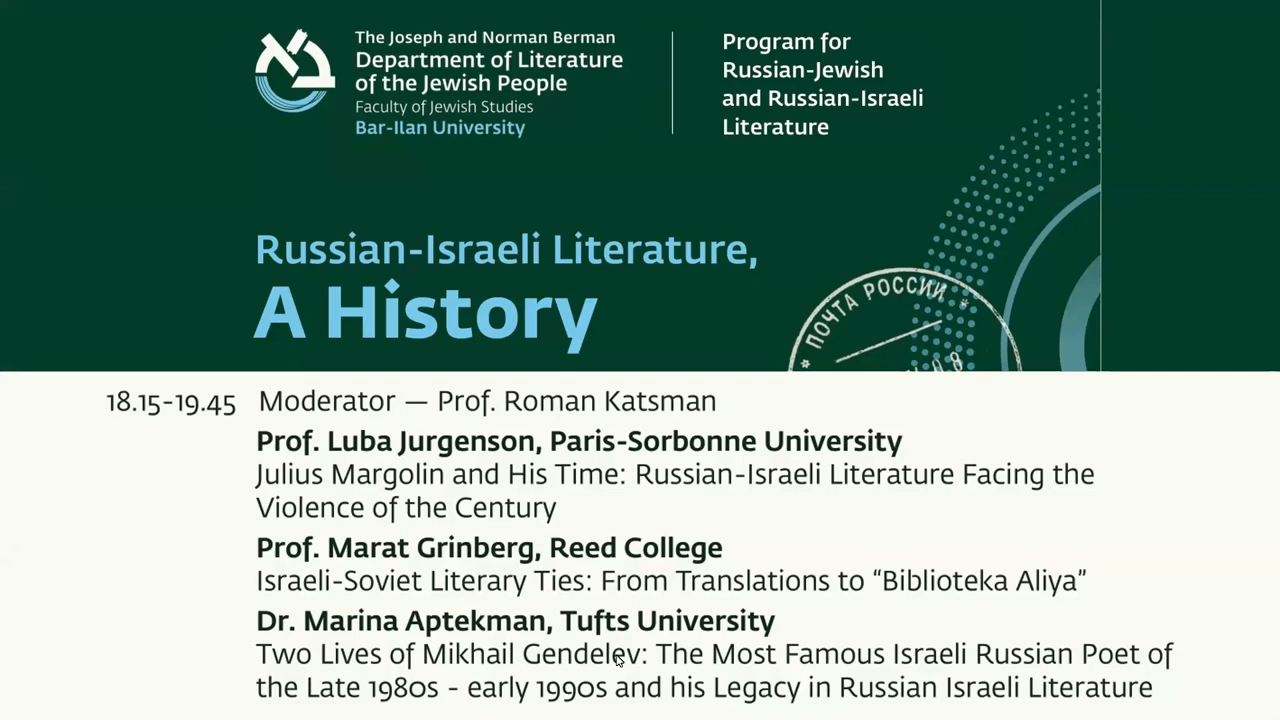 The Joseph and Norman Berman
Department of Literature
of the Jewish People
Faculty of Jewish Studies
Bar-Ilan University
Program for
Russian-Jewish
and Russian-Israeli
Literature
Russian-Israeli Literature,
A History
ПОЧТА РОССИИ
18.15-19.45 Moderator — Prof. Roman Katsman
Prof. Luba Jurgenson, Paris-Sorbonne University
Julius Margolin and His Time: Russian-Israeli Literature Facing the
Violence of the Century
Prof. Marat Grinberg, Reed College
Israeli-Soviet Literary Ties: From Translations to “Biblioteka Aliya”
Dr. Marina Aptekman, Tufts University
Two Lives of Mikhail Gendelev: The Most Famous Israeli Russian Poet of
the Late 1980s - early 1990s and his Legacy in Russian Israeli Literature